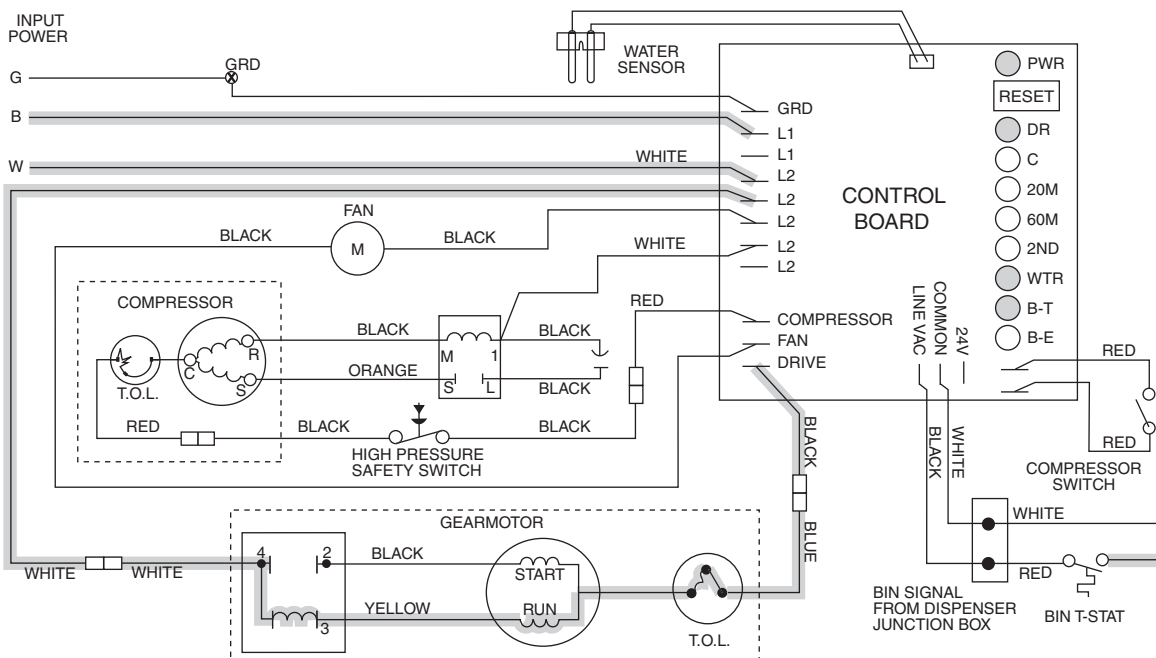 INPUT
POWER
G
GRD
B
W
WATER
SENSOR
WHITE
GRD
L1
L1
L2
L2
L2
L2
L2
CONTROL
BOARD
PWR
RESET
DR
C
20M
60M
2ND
WTR
B-T
B-E
FAN
BLACK
M
BLACK
WHITE
COMPRESSOR
RED
COMPRESSOR
FAN
DRIVE
LINE VAC
COMMON
24V
BLACK
M
1
BLACK
R
C
S
T.O.L.
ORANGE
S
L
BLACK
RED
BLACK
HIGH PRESSURE
SAFETY SWITCH
BLACK
RED
RED
COMPRESSOR
SWITCH
BLACK
WHITE
BLACK
BLUE
GEARMOTOR
WHITE
WHITE
4
2
BLACK
START
YELLOW
RUN
3
T.O.L.
WHITE
RED
BIN SIGNAL
FROM DISPENSER
JUNCTION BOX
BIN T-STAT